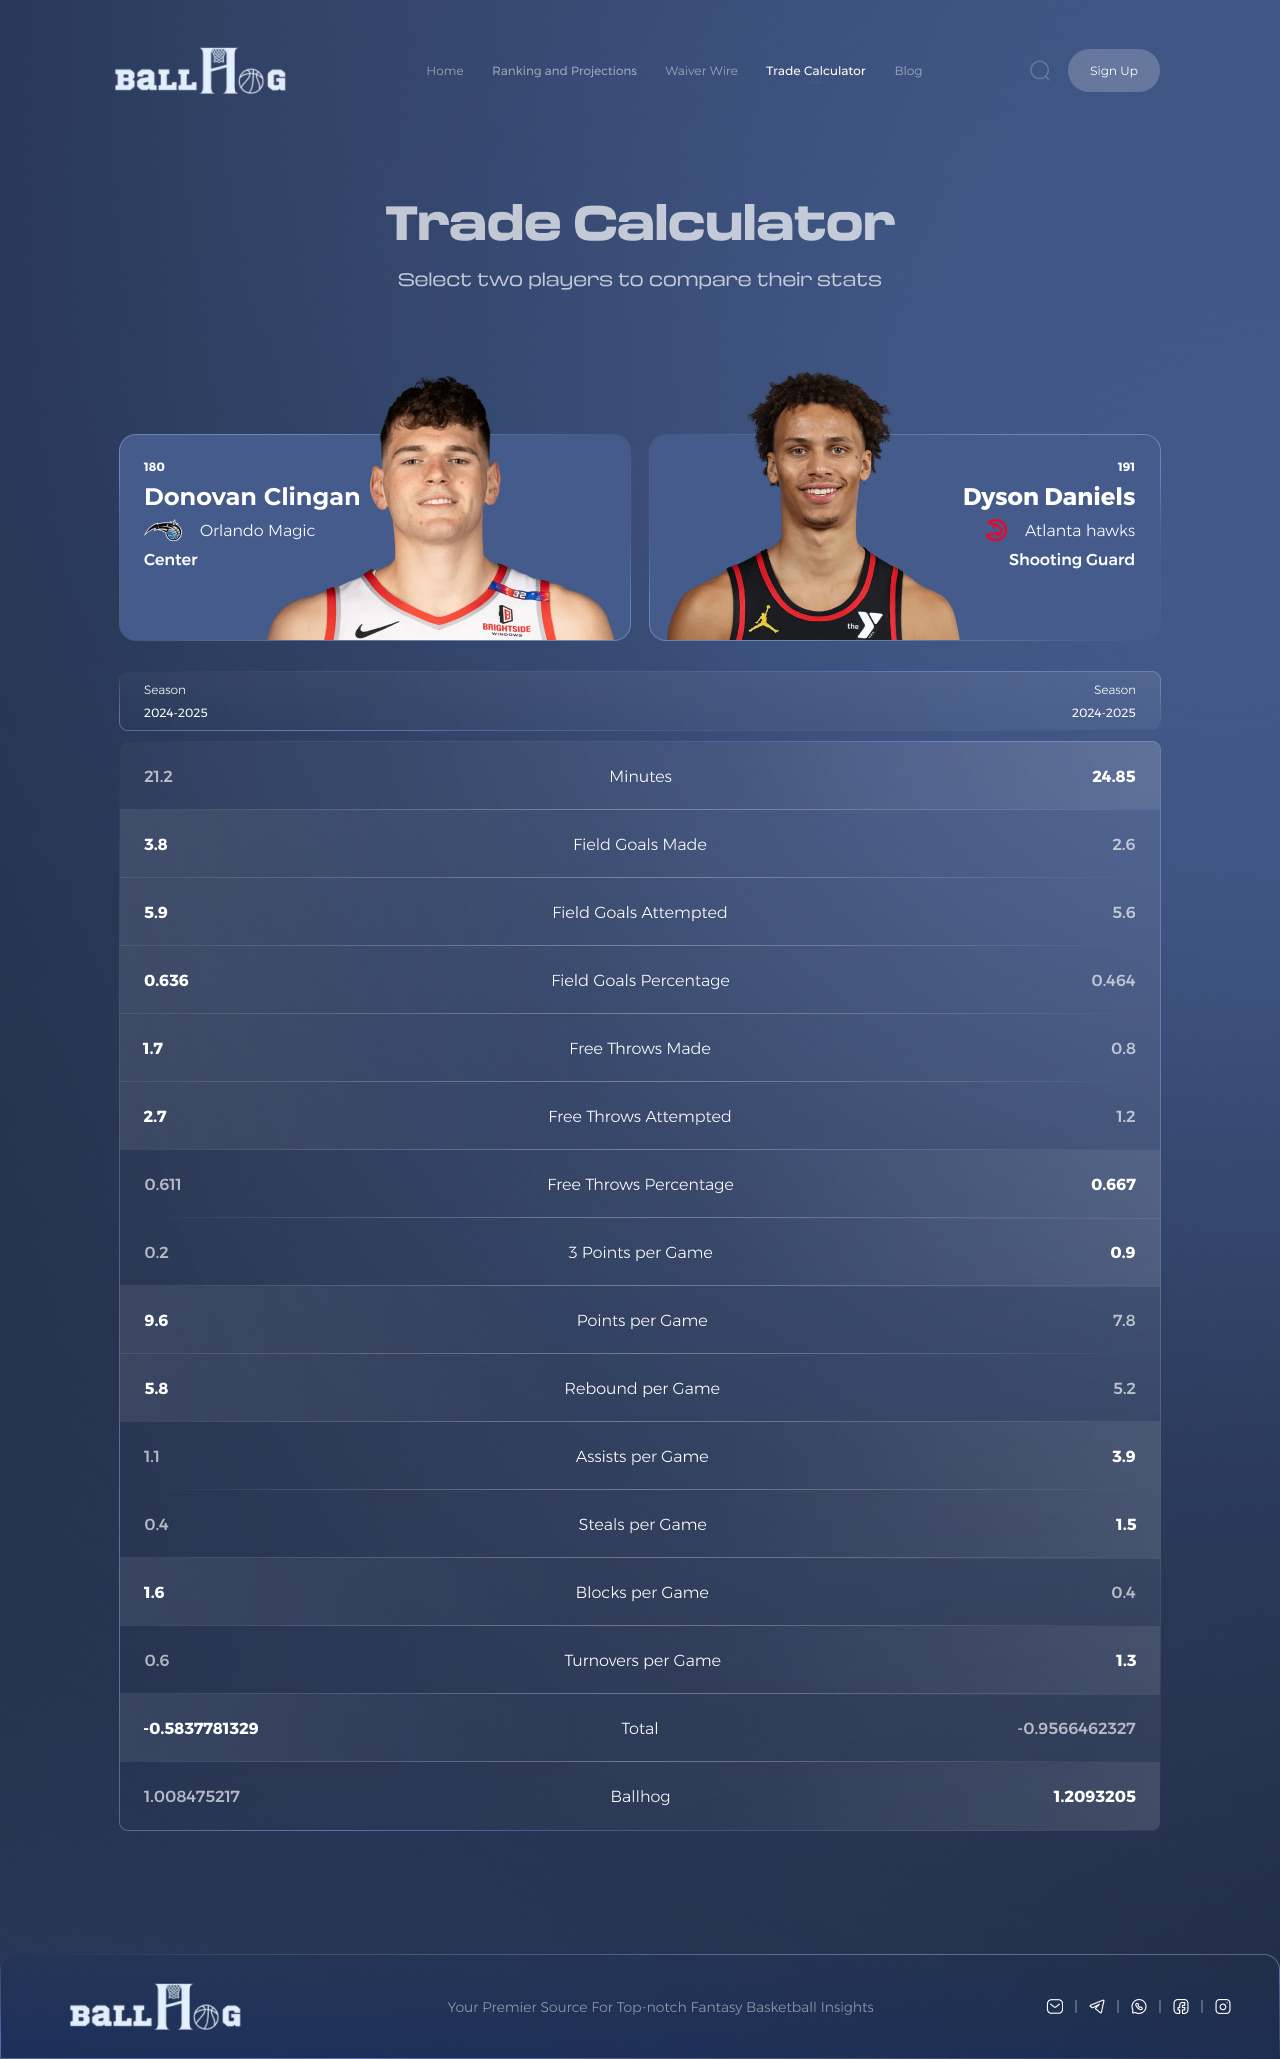 BALL HOG
Home Ranking and Projections Waiver Wire Trade Calculator Blog Sign Up
Trade Calculator
Select two players to compare their stats
180
Donovan Clingan
Orlando Magic
Center
32
BRIGHTSIDE
WINDOWS
191
Dyson Daniels
Atlanta hawks
Shooting Guard
the Y
Season Season
2024-2025 2024-2025
21.2 Minutes 24.85
3.8 Field Goals Made 2.6
5.9 Field Goals Attempted 5.6
0.636 Field Goals Percentage 0.464
1.7 Free Throws Made 0.8
2.7 Free Throws Attempted 1.2
0.611 Free Throws Percentage 0.667
0.2 3 Points per Game 0.9
9.6 Points per Game 7.8
5.8 Rebound per Game 5.2
1.1 Assists per Game 3.9
0.4 Steals per Game 1.5
1.6 Blocks per Game 0.4
0.6 Turnovers per Game 1.3
-0.5837781329 Total -0.9566462327
1.008475217 Ballhog 1.2093205
BALL HOG
Your Premier Source For Top-notch Fantasy Basketball Insights